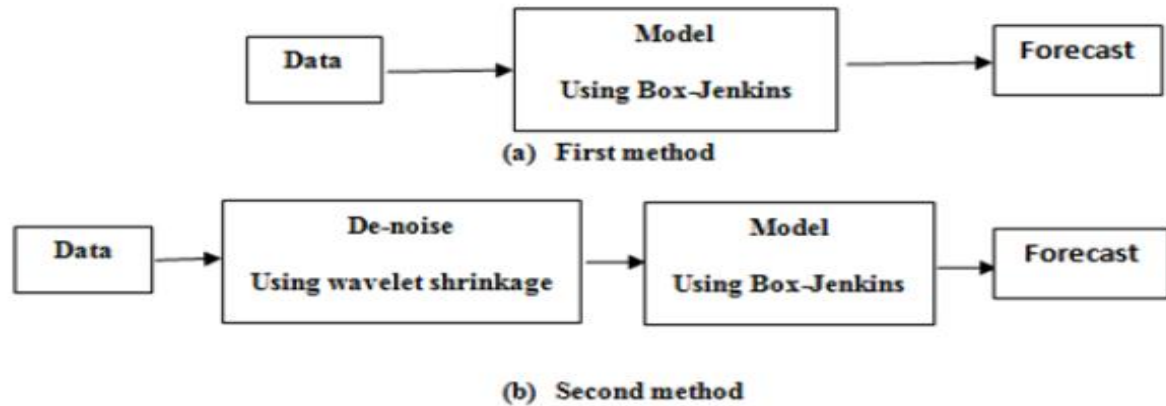 Data
Model
Using Box-Jenkins
Forecast
(a) First method
Data
De-noise
Using wavelet shrinkage
Model
Using Box-Jenkins
Forecast
(b) Second method